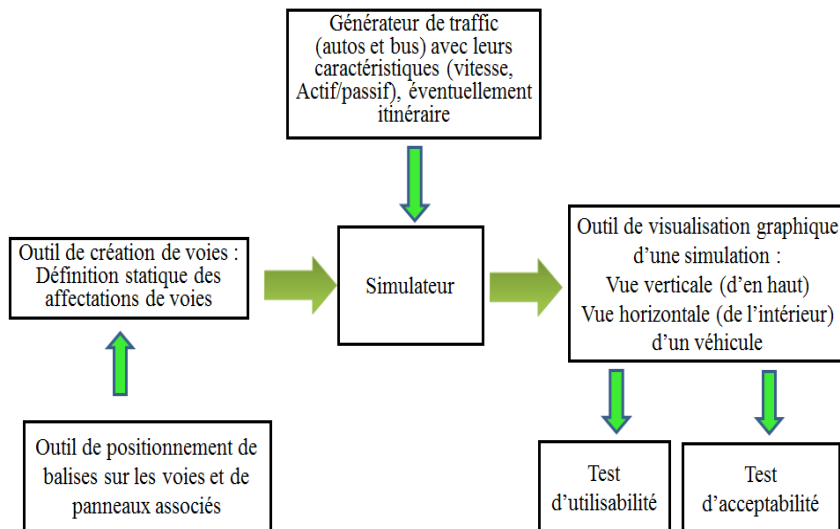 Générateur de traffic
(autos et bus) avec leurs
caractéristiques (vitesse,
Actif/passif), éventuellement
itinéraire
Outil de création de voies :
Définition statique des
affectations de voies
Simulateur
Outil de visualisation graphique
d’une simulation :
Vue verticale (d’en haut)
Vue horizontale (de l’intérieur)
d’un véhicule
Outil de positionnement de
balises sur les voies et de
panneaux associés
Test
d’utilisabilité
Test
d’acceptabilité